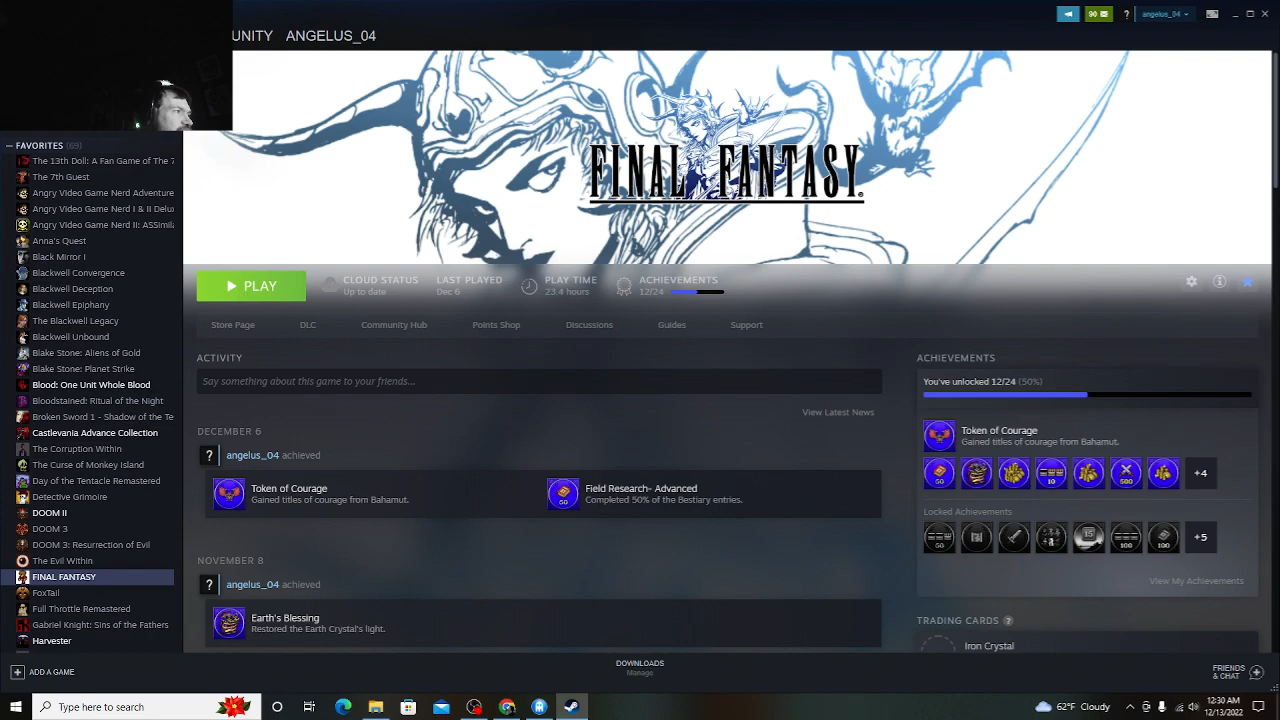 90
?
angelus_04
UNITY ANGELUS_04
FINAL FANTASY
FAVORITES (69)
The 13th Doll: A Fan Game of The 7
The 7th Guest
Angry Video Game Nerd Adventure
Angry Video Game Nerd I & II Delux
Angry Video Game Nerd II: ASSimila
Anna's Quest
Black Mirror I
Blackwell Convergence
Blackwell Deception
Blackwell Epiphany
The Blackwell Legacy
Blackwell Unbound
Blake Stone: Aliens of Gold
Blake Stone: Planet Strike
Blood: One Unit Whole Blood
Bloodstained: Ritual of the Night
Broken Sword 1 - Shadow of the Te
Castlevania Advance Collection
The Corruption Within
The Curse of Monkey Island
Day of the Tentacle Remastered
Detective Grimoire
DOOM II
DOOM 3
DOOM 3: Resurrection of Evil
The Evil Within
FINAL FANTASY
FoxTail
Full Throttle Remastered
Gabriel Knight: Sins of the Fathers
Harvester
PLAY
CLOUD STATUS
Up to date
LAST PLAYED
Dec 6
PLAY TIME
23.4 hours
ACHIEVEMENTS
12/24
Store Page
DLC
Community Hub
Points Shop
Discussions
Guides
Support
ACTIVITY
Say something about this game to your friends...
View Latest News
DECEMBER 6
? angelus_04 achieved
Token of Courage
Gained titles of courage from Bahamut.
50
Field Research- Advanced
Completed 50% of the Bestiary entries.
NOVEMBER 8
? angelus_04 achieved
Earth's Blessing
Restored the Earth Crystal's light.
ACHIEVEMENTS
You've unlocked 12/24 (50%)
Token of Courage
Gained titles of courage from Bahamut.
50
10
500
+4
Locked Achievements
50
15
100
100
+5
View My Achievements
TRADING CARDS ?
Iron Crystal
ADD A GAME
DOWNLOADS
Manage
FRIENDS
& CHAT
Type here to search
62°F Cloudy
12:30 AM
12/13/2022